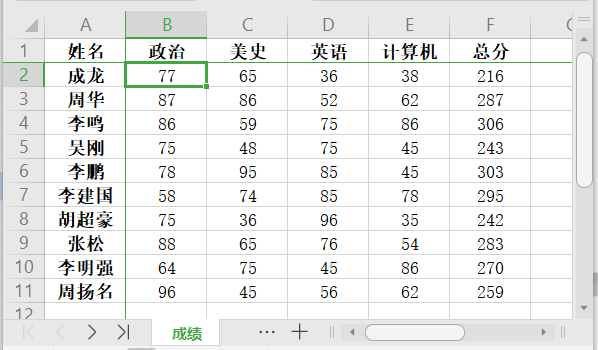 A B C D E F
1 姓名 政治 美史 英语 计算机 总分
2 成龙 77 65 36 38 216
3 周华 87 86 52 62 287
4 李鸣 86 59 75 86 306
5 吴刚 75 48 75 45 243
6 李鹏 78 95 85 45 303
7 李建国 58 74 85 78 295
8 胡超豪 75 36 96 35 242
9 张松 88 65 76 54 283
10 李明强 64 75 45 86 270
11 周扬名 96 45 56 62 259
12
成绩 ···